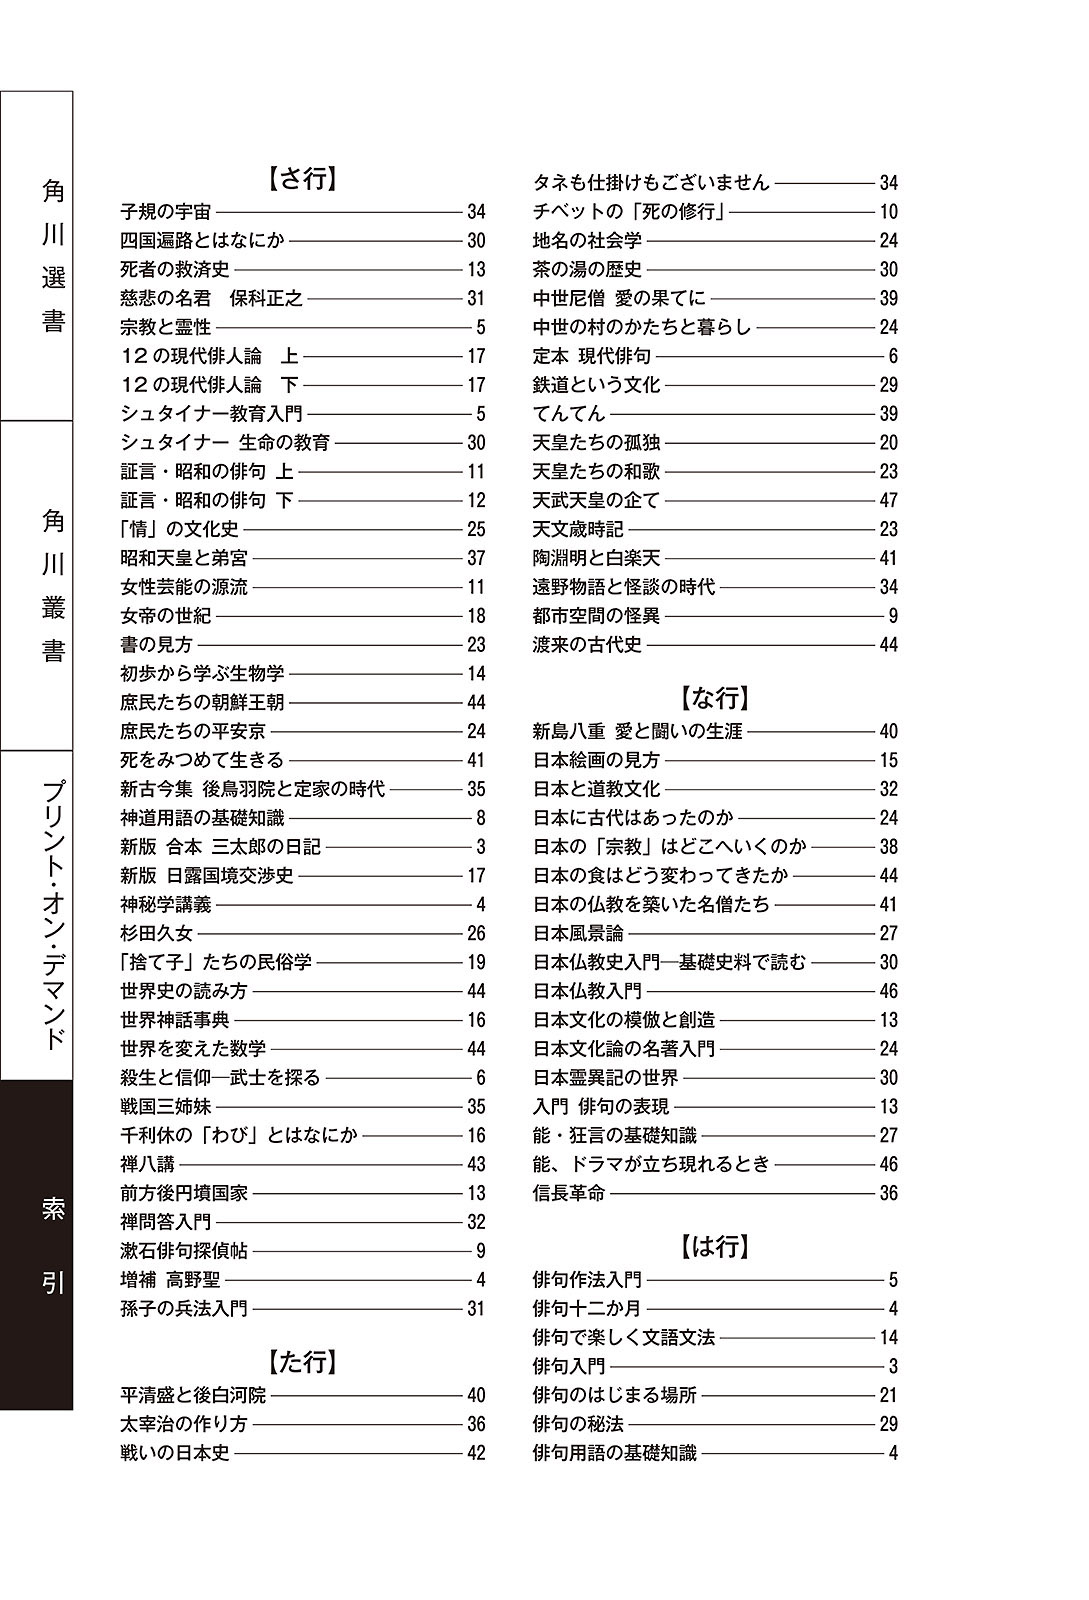 角川選書
角川叢書
プリント・オン・デマンド
索引
【さ行】
子規の宇宙 34
四国遍路とはなにか 30
死者の救済史 13
慈悲の名君　保科正之 31
宗教と霊性 5
12の現代俳人論　上 17
12の現代俳人論　下 17
シュタイナー教育入門 5
シュタイナー 生命の教育 30
証言・昭和の俳句 上 11
証言・昭和の俳句 下 12
「情」の文化史 25
昭和天皇と弟宮 37
女性芸能の源流 11
女帝の世紀 18
書の見方 23
初歩から学ぶ生物学 14
庶民たちの朝鮮王朝 44
庶民たちの平安京 24
死をみつめて生きる 41
新古今集 後鳥羽院と定家の時代 35
神道用語の基礎知識 8
新版 合本 三太郎の日記 3
新版 日露国境交渉史 17
神秘学講義 4
杉田久女 26
「捨て子」たちの民俗学 19
世界史の読み方 44
世界神話事典 16
世界を変えた数学 44
殺生と信仰―武士を探る 6
戦国三姉妹 35
千利休の「わび」とはなにか 16
禅八講 43
前方後円墳国家 13
禅問答入門 32
漱石俳句探偵帖 9
増補 高野聖 4
孫子の兵法入門 31
【た行】
平清盛と後白河院 40
太宰治の作り方 36
戦いの日本史 42
タネも仕掛けもございません 34
チベットの「死の修行」 10
地名の社会学 24
茶の湯の歴史 30
中世尼僧 愛の果てに 39
中世の村のかたちと暮らし 24
定本 現代俳句 6
鉄道という文化 29
てんてん 39
天皇たちの孤独 20
天皇たちの和歌 23
天武天皇の企て 47
天文歳時記 23
陶淵明と白楽天 41
遠野物語と怪談の時代 34
都市空間の怪異 9
渡来の古代史 44
【な行】
新島八重 愛と闘いの生涯 40
日本絵画の見方 15
日本と道教文化 32
日本に古代はあったのか 24
日本の「宗教」はどこへいくのか 38
日本の食はどう変わってきたか 44
日本の仏教を築いた名僧たち 41
日本風景論 27
日本仏教史入門―基礎史料で読む 30
日本仏教入門 46
日本文化の模倣と創造 13
日本文化論の名著入門 24
日本霊異記の世界 30
入門 俳句の表現 13
能・狂言の基礎知識 27
能、ドラマが立ち現れるとき 46
信長革命 36
【は行】
俳句作法入門 5
俳句十二か月 4
俳句で楽しく文語文法 14
俳句入門 3
俳句のはじまる場所 21
俳句の秘法 29
俳句用語の基礎知識 4